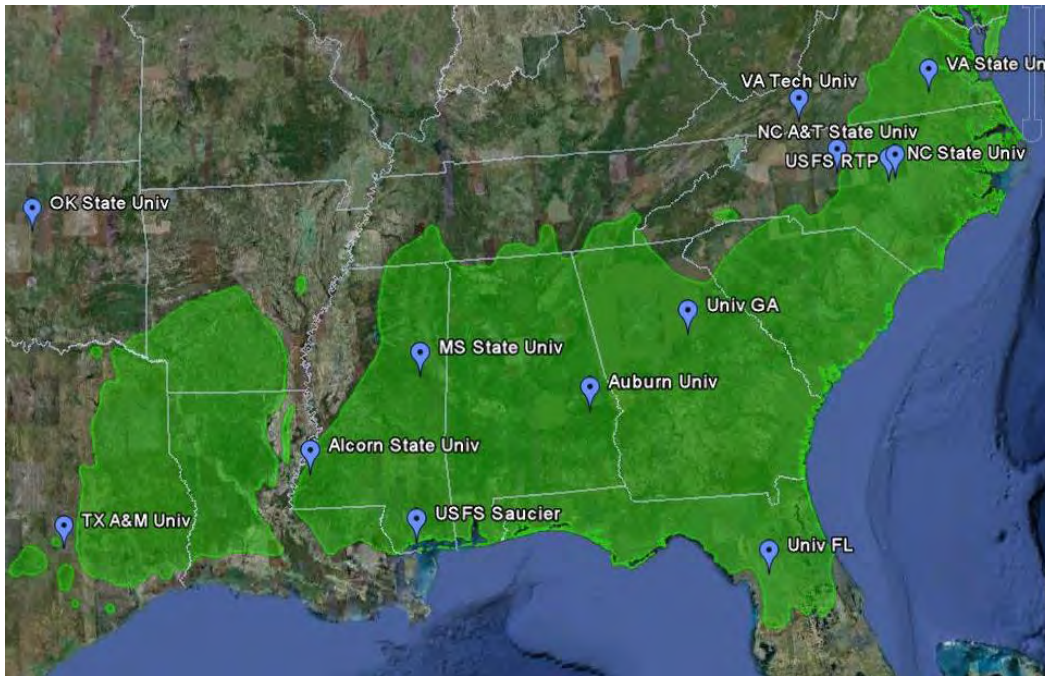 VA State Un
VA Tech Univ
NC A&T State Univ
USFS RTP
NC State Univ
OK State Univ
Univ GA
MS State Univ
Auburn Univ
Alcorn State Univ
USFS Saucier
TX A&M Univ
Univ FL